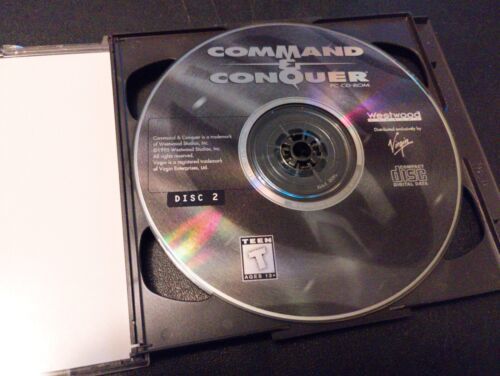 COMMAND
&
CONQUER
PC CD-ROM
Westwood
Distributed exclusively by
Virgin
Command & Conquer is a trademark
of Westwood Studios, Inc.
©1995 Westwood Studios, Inc.
All rights reserved.
Virgin is a registered trademark of
Virgin Enterprises, Ltd.
DISC 2
COMPACT
disc
DIGITAL DATA
TEEN
T
AGES 13+